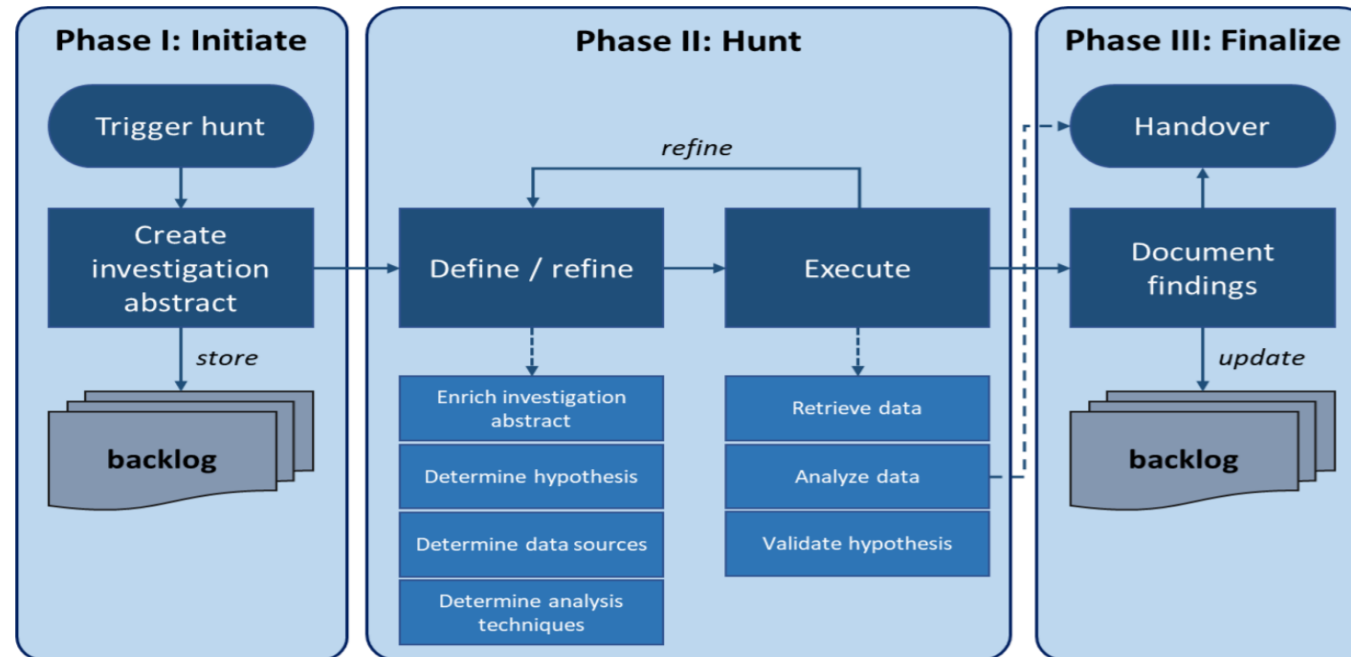 Phase I: Initiate
Trigger hunt
Create
investigation
abstract
store
backlog
Phase II: Hunt
refine
Define / refine
Execute
Enrich investigation
abstract
Determine hypothesis
Determine data sources
Determine analysis
techniques
Retrieve data
Analyze data
Validate hypothesis
Phase III: Finalize
Handover
Document
findings
update
backlog